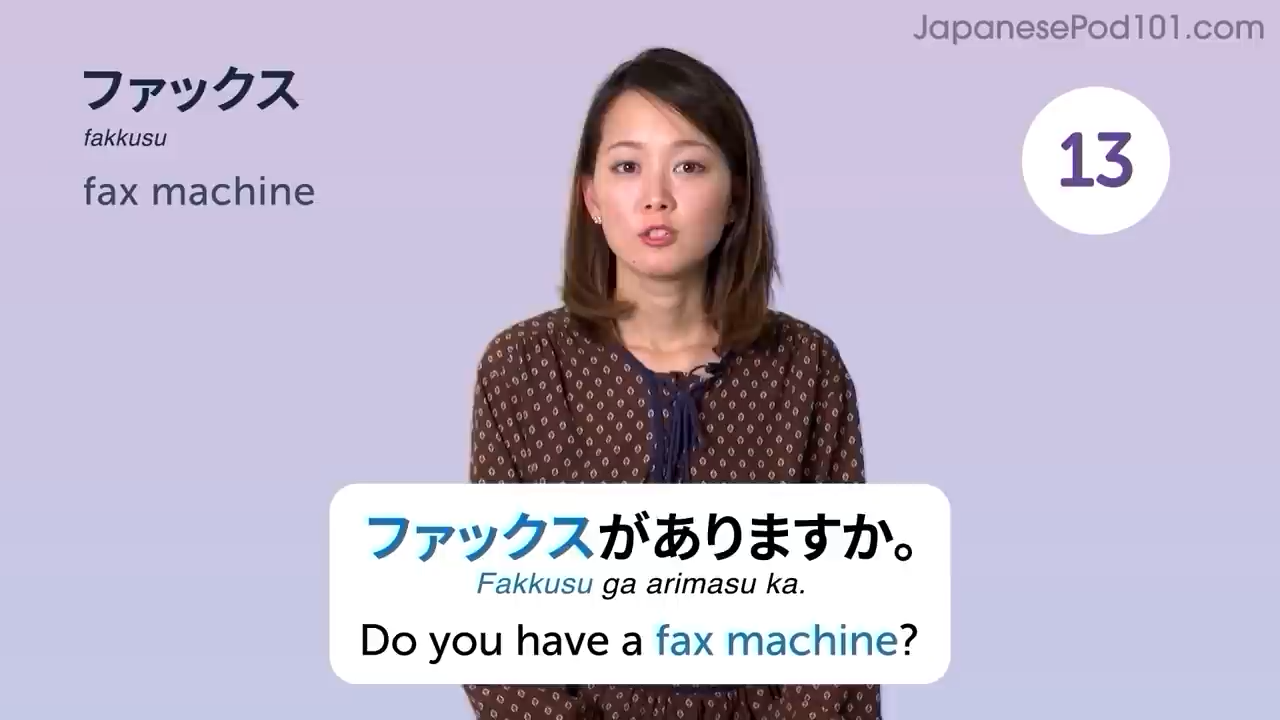 JapanesePod101.com
ファックス
fakkusu
fax machine
13
ファックスがありますか。
Fakkusu ga arimasu ka.
Do you have a fax machine?